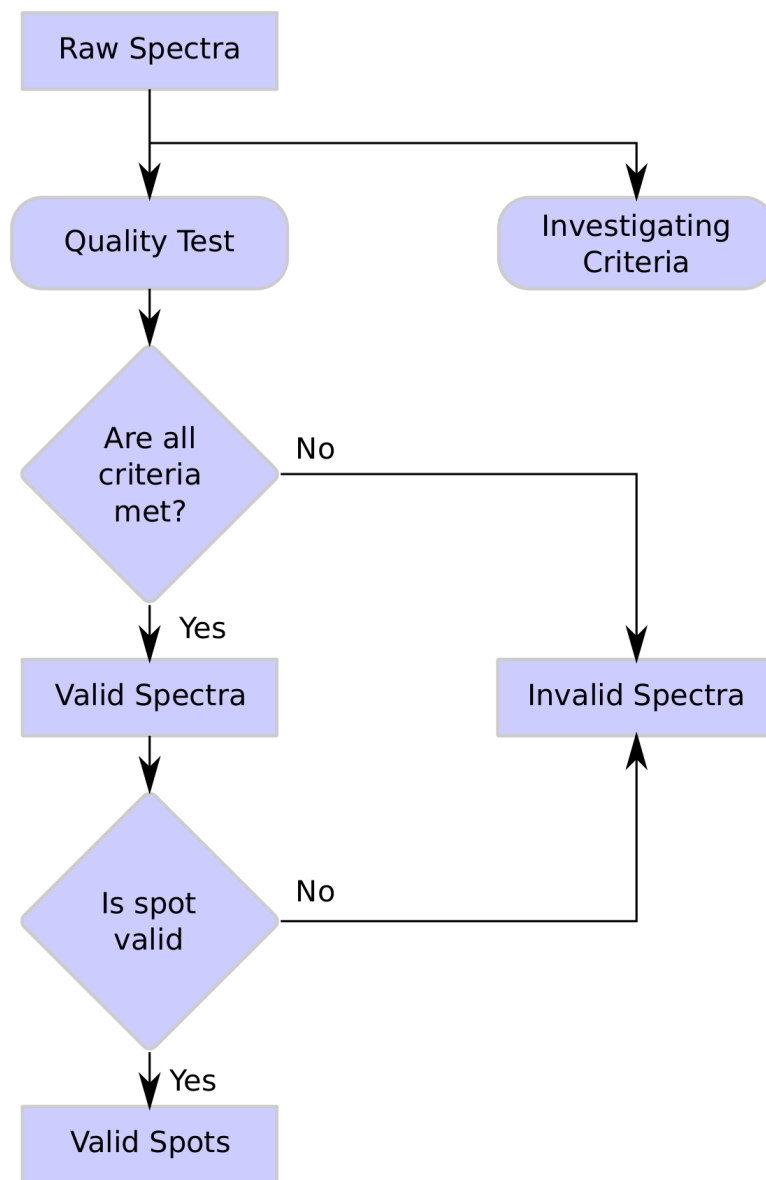 Raw Spectra
Quality Test
Investigating
Criteria
Are all
criteria
met?
No
Yes
Valid Spectra
Invalid Spectra
Is spot
valid
No
Yes
Valid Spots